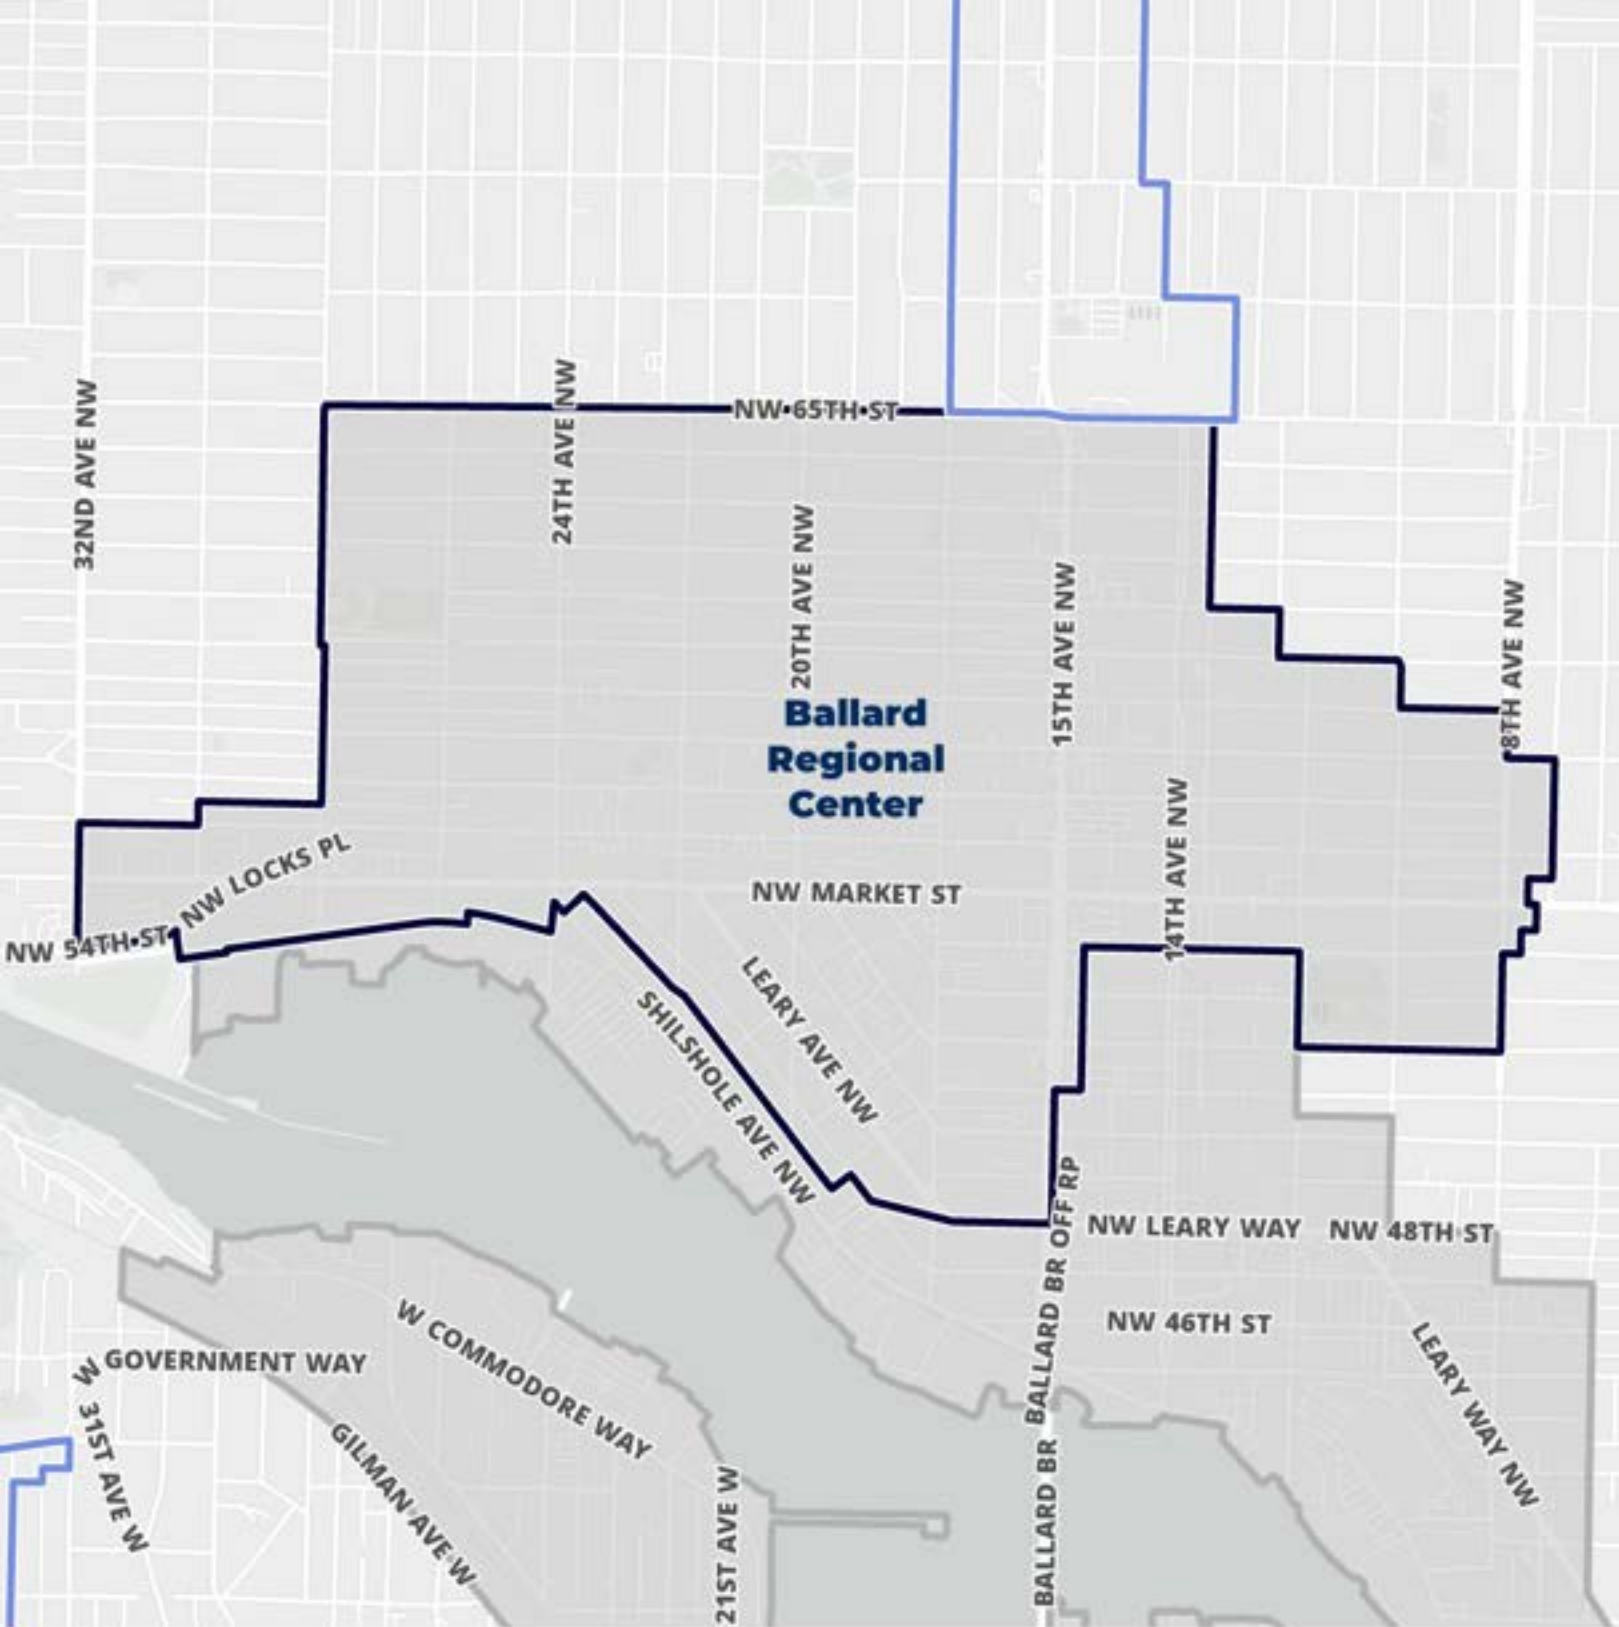 32ND AVE NW
24TH AVE NW
NW 65TH ST
20TH AVE NW
15TH AVE NW
8TH AVE NW
Ballard
Regional
Center
14TH AVE NW
NW LOCKS PL
NW MARKET ST
NW 54TH ST
LEARY AVE NW
SHILSHOLE AVE NW
NW LEARY WAY
NW 48TH ST
BALLARD BR OFF RP
NW 46TH ST
W COMMODORE WAY
W GOVERNMENT WAY
LEARY WAY NW
31ST AVE W
GILMAN AVE W
21ST AVE W
BALLARD BR